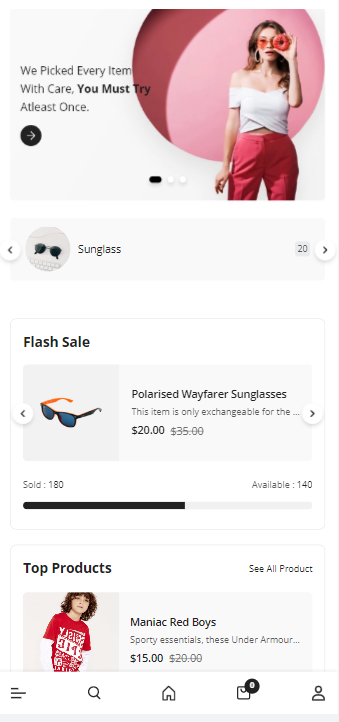 We Picked Every Item
With Care, You Must Try
Atleast Once.
Sunglass 20
Flash Sale
Polarised Wayfarer Sunglasses
This item is only exchangeable for the ...
$20.00 $35.00
Sold : 180 Available : 140
Top Products See All Product
Maniac Red Boys
Sporty essentials, these Under Armour...
$15.00 $20.00
0